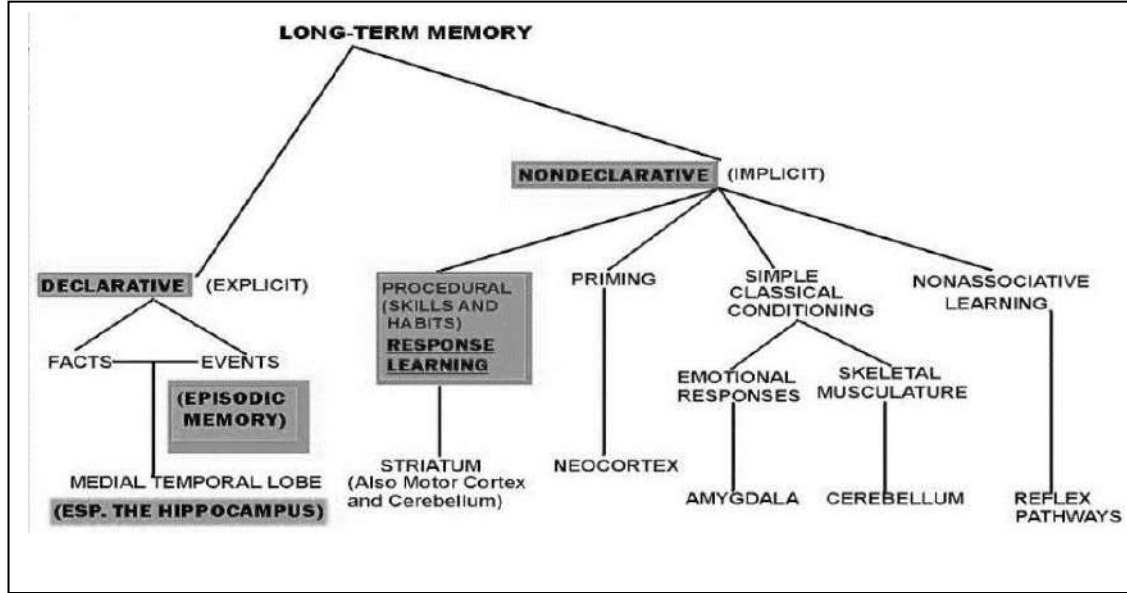 LONG-TERM MEMORY
NONDECLARATIVE (IMPLICIT)
DECLARATIVE (EXPLICIT)
FACTS EVENTS
(EPISODIC
MEMORY)
MEDIAL TEMPORAL LOBE
(ESP. THE HIPPOCAMPUS)
PROCEDURAL
(SKILLS AND
HABITS)
RESPONSE
LEARNING
STRIATUM
(Also Motor Cortex
and Cerebellum)
PRIMING
NEOCORTEX
SIMPLE
CLASSICAL
CONDITIONING
EMOTIONAL
RESPONSES
AMYGDALA
SKELETAL
MUSCULATURE
CEREBELLUM
NONASSOCIATIVE
LEARNING
REFLEX
PATHWAYS